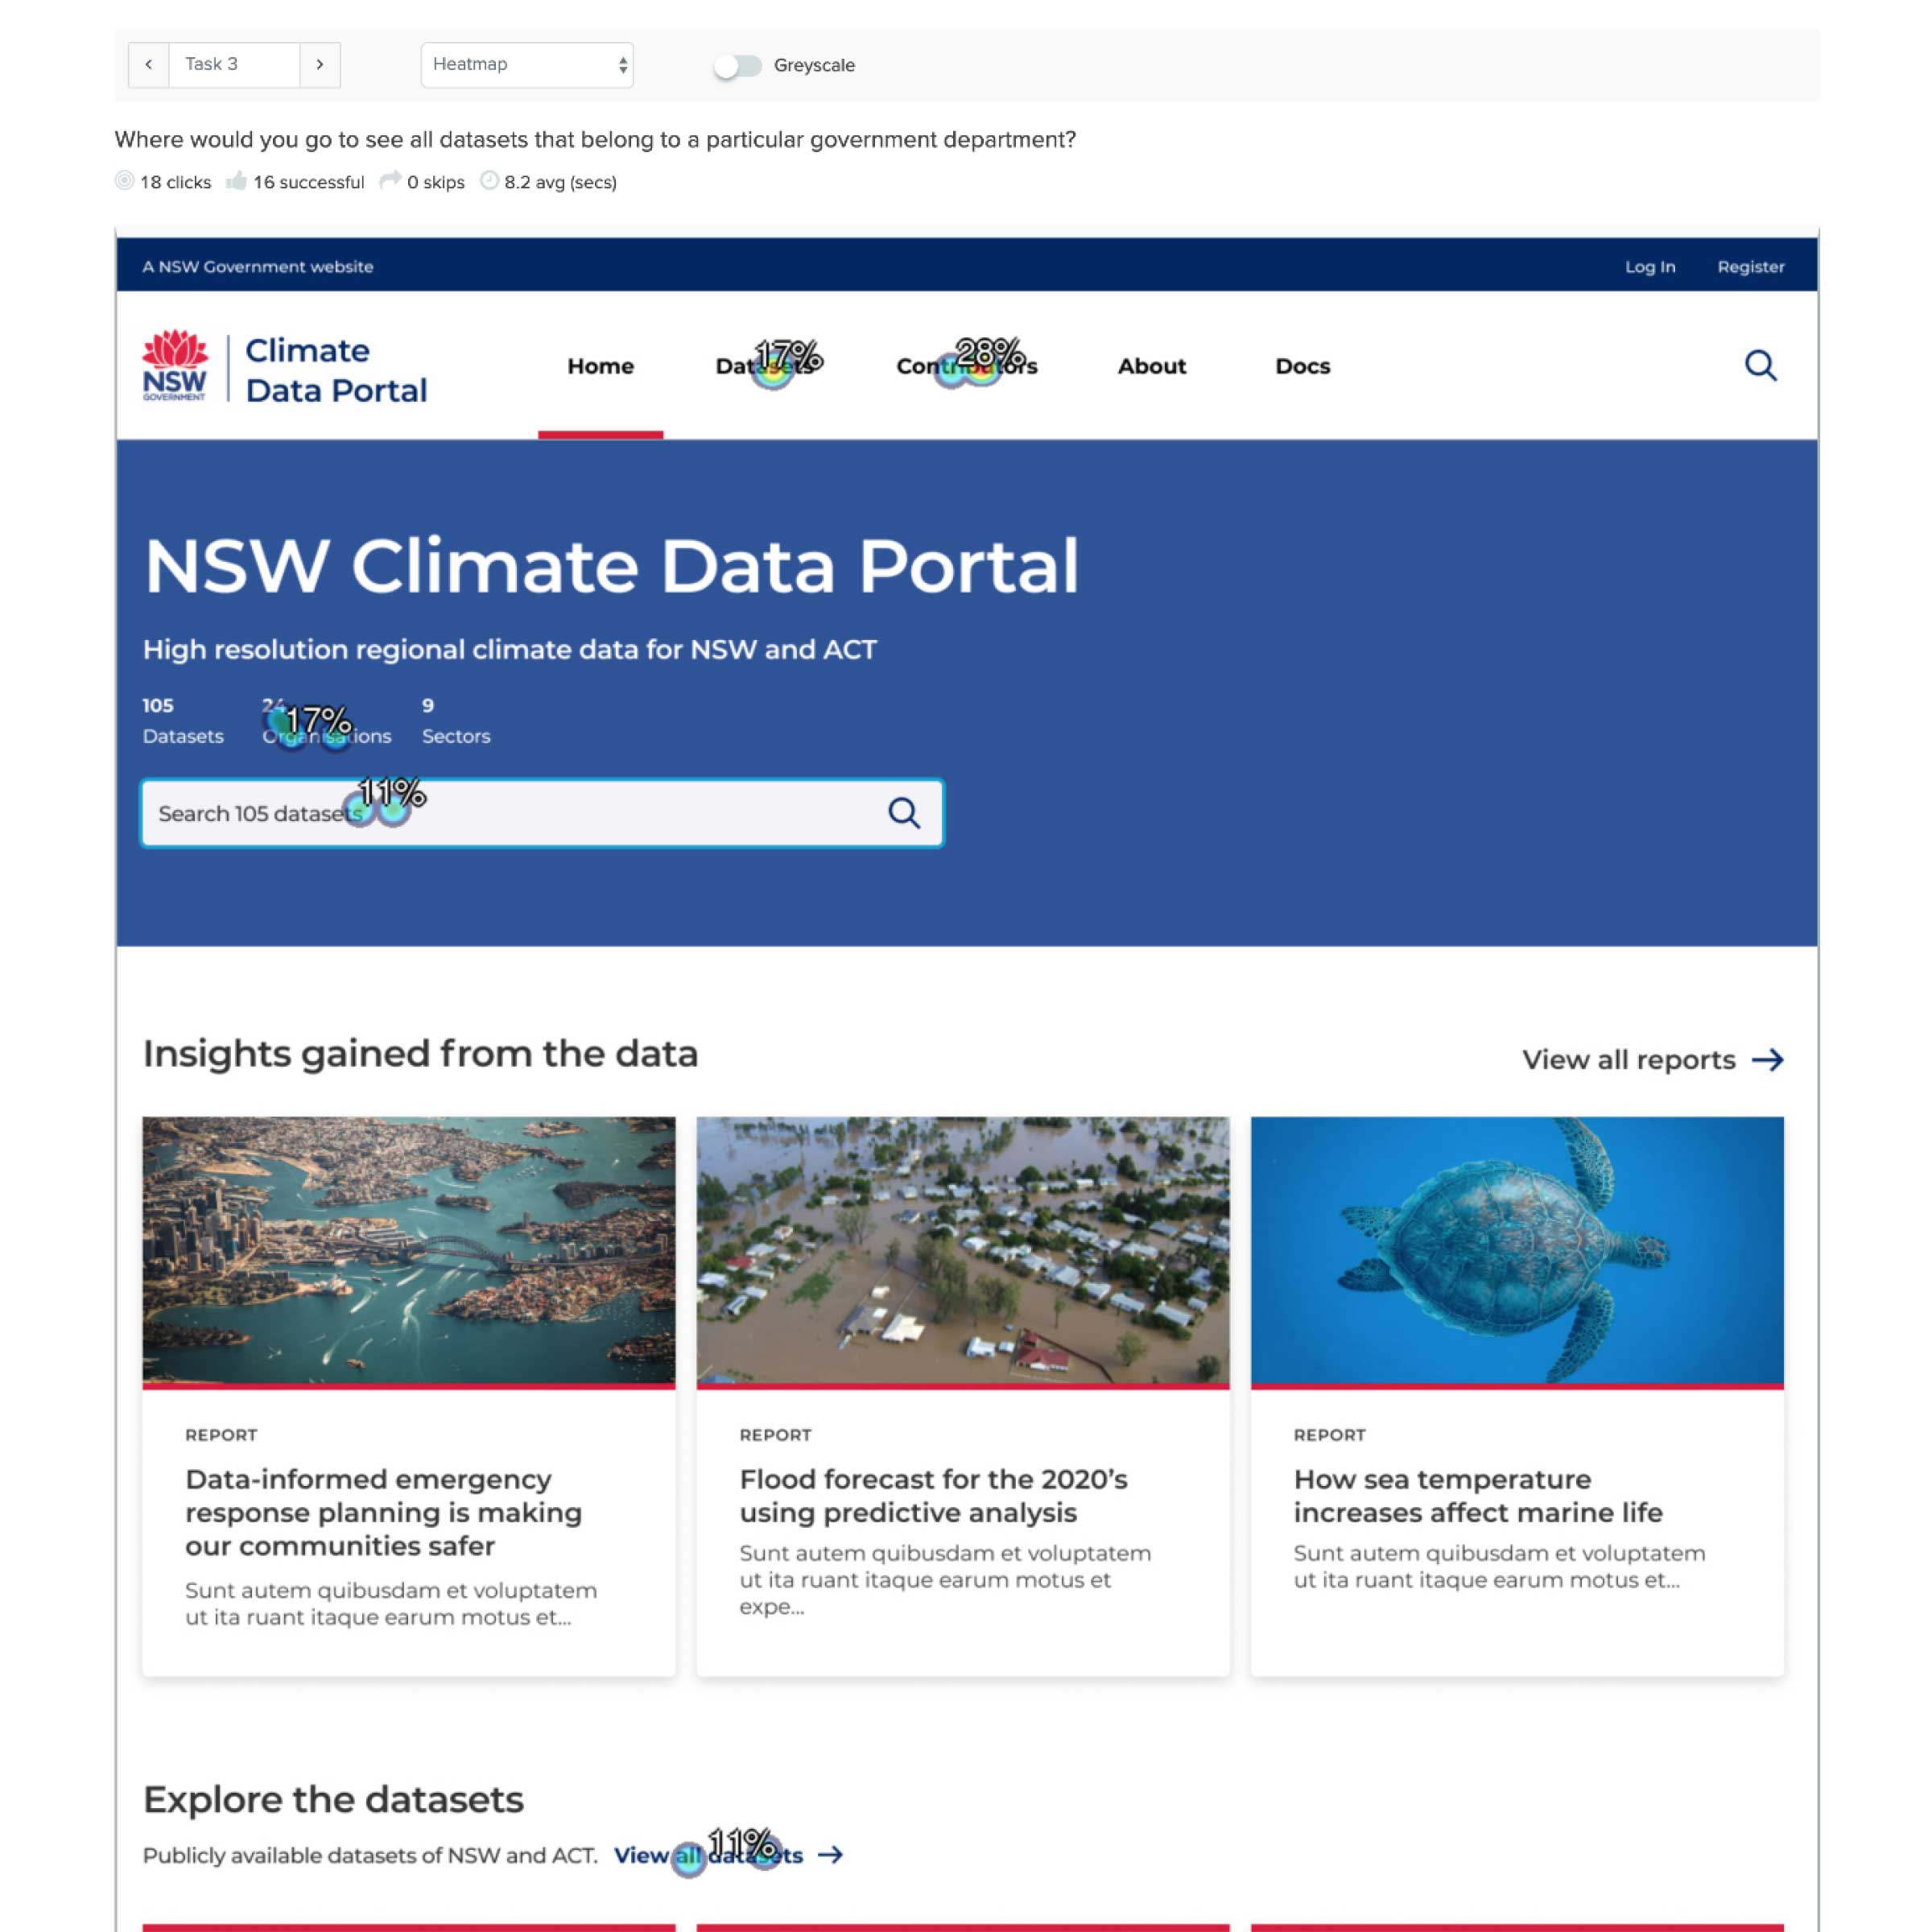 Task 3
Heatmap
Greyscale
Where would you go to see all datasets that belong to a particular government department?
18 clicks 16 successful 0 skips 8.2 avg (secs)
A NSW Government website Log In Register
NSW GOVERNMENT
Climate Data Portal
Home Datasets 17% Contributors 28% About Docs
NSW Climate Data Portal
High resolution regional climate data for NSW and ACT
105 24 9
Datasets Organisations 17% Sectors
Search 105 datasets 11%
Insights gained from the data View all reports →
REPORT
Data-informed emergency
response planning is making
our communities safer
Sunt autem quibusdam et voluptatem
ut ita ruant itaque earum motus et...
REPORT
Flood forecast for the 2020’s
using predictive analysis
Sunt autem quibusdam et voluptatem
ut ita ruant itaque earum motus et
expe...
REPORT
How sea temperature
increases affect marine life
Sunt autem quibusdam et voluptatem
ut ita ruant itaque earum motus et...
Explore the datasets
Publicly available datasets of NSW and ACT. View all datasets → 11%